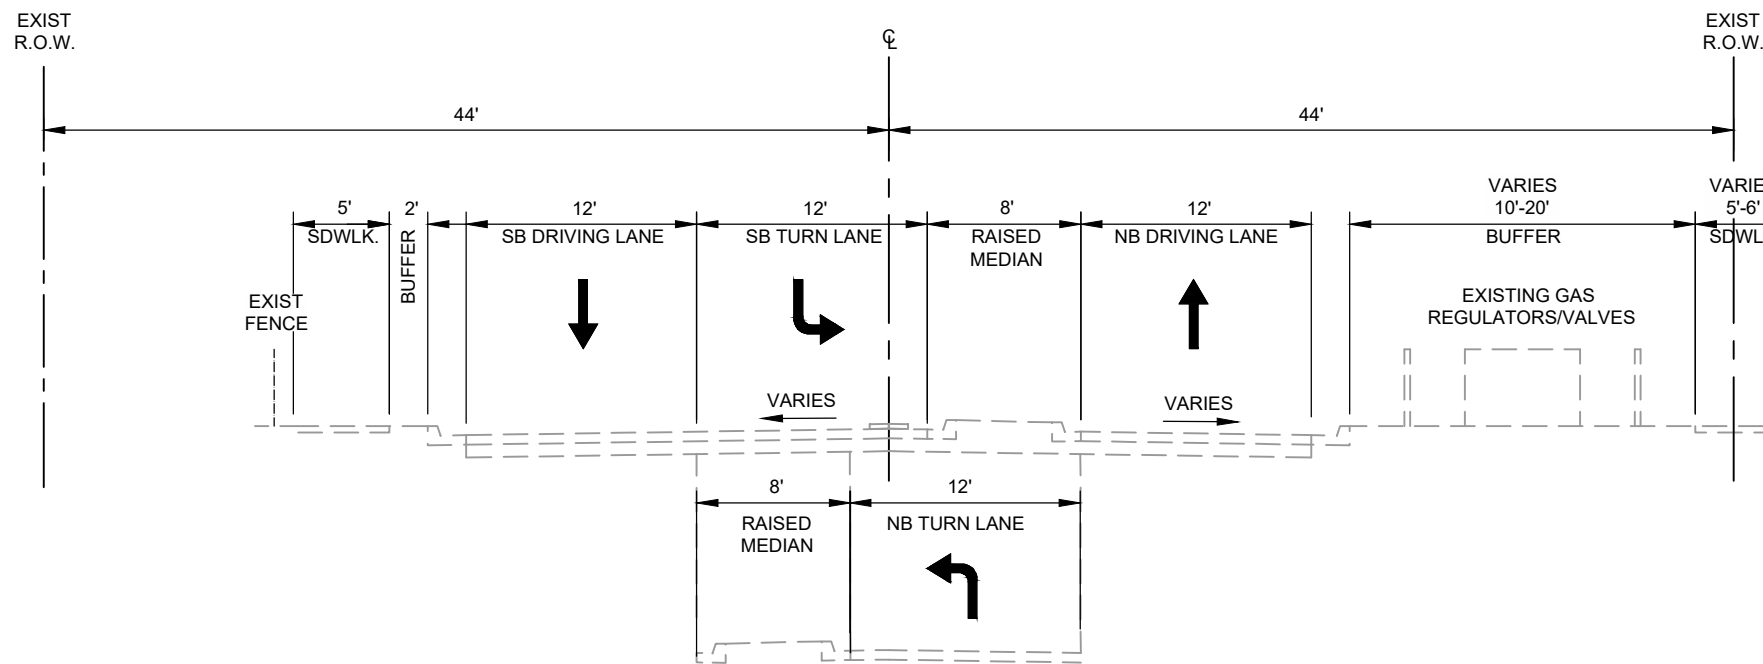 EXIST
R.O.W.
℄
EXIST
R.O.W.
44'
44'
5'
SDWLK.
2'
BUFFER
12'
SB DRIVING LANE
12'
SB TURN LANE
8'
RAISED
MEDIAN
12'
NB DRIVING LANE
VARIES
10'-20'
BUFFER
VARIE
5'-6'
SDWL
EXIST
FENCE
EXISTING GAS
REGULATORS/VALVES
VARIES
VARIES
8'
RAISED
MEDIAN
12'
NB TURN LANE